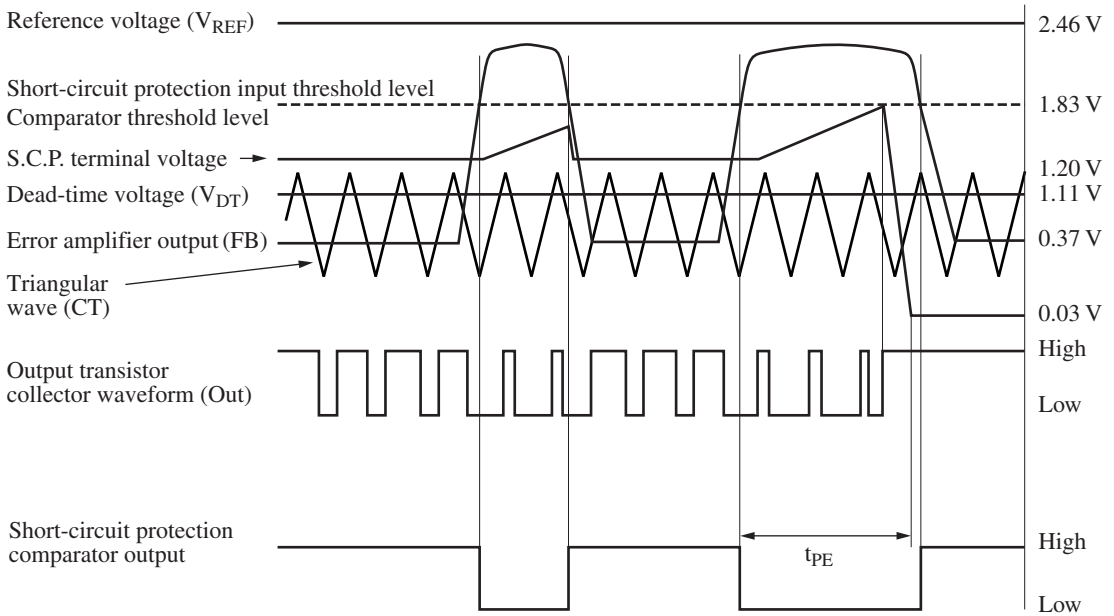 Reference voltage (VREF)
2.46 V
Short-circuit protection input threshold level
1.83 V
Comparator threshold level
S.C.P. terminal voltage
1.20 V
Dead-time voltage (VDT)
1.11 V
Error amplifier output (FB)
0.37 V
Triangular
wave (CT)
0.03 V
High
Output transistor
collector waveform (Out)
Low
Short-circuit protection
comparator output
High
tPE
Low